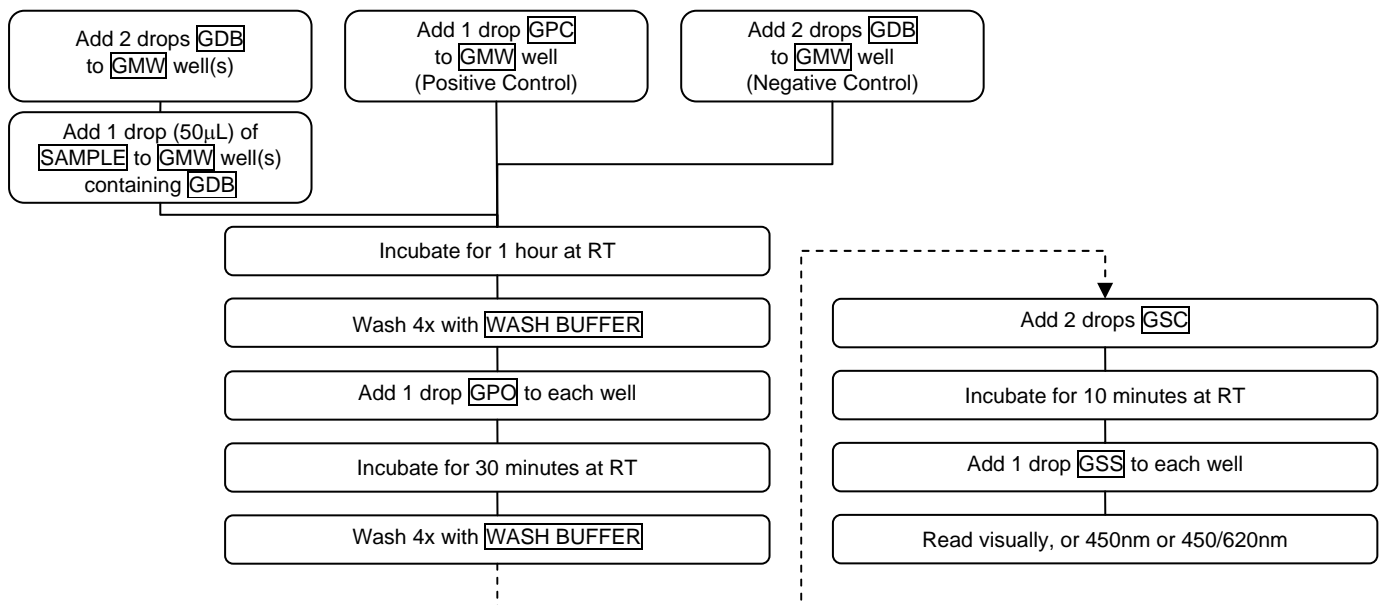 Add 2 drops GDB
to GMW well(s)
Add 1 drop (50μL) of
SAMPLE to GMW well(s)
containing GDB
Add 1 drop GPC
to GMW well
(Positive Control)
Add 2 drops GDB
to GMW well
(Negative Control)
Incubate for 1 hour at RT
Wash 4x with WASH BUFFER
Add 1 drop GPO to each well
Incubate for 30 minutes at RT
Wash 4x with WASH BUFFER
Add 2 drops GSC
Incubate for 10 minutes at RT
Add 1 drop GSS to each well
Read visually, or 450nm or 450/620nm